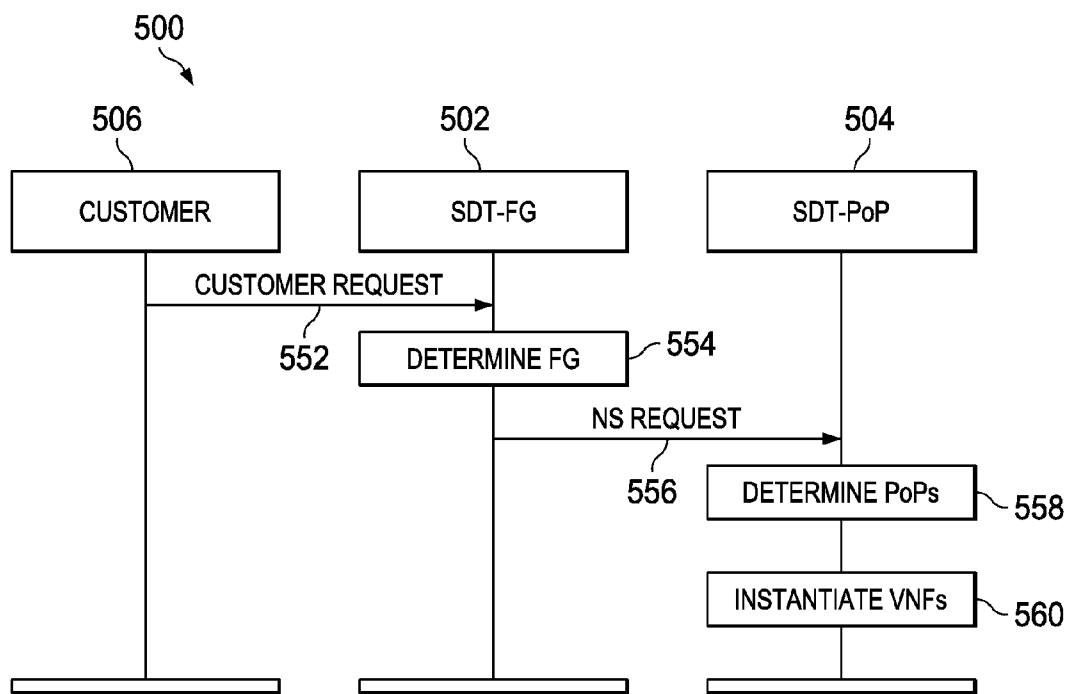 500
506
502
504
CUSTOMER
SDT-FG
SDT-PoP
CUSTOMER REQUEST
552
DETERMINE FG
554
NS REQUEST
556
DETERMINE PoPs
558
INSTANTIATE VNFs
560